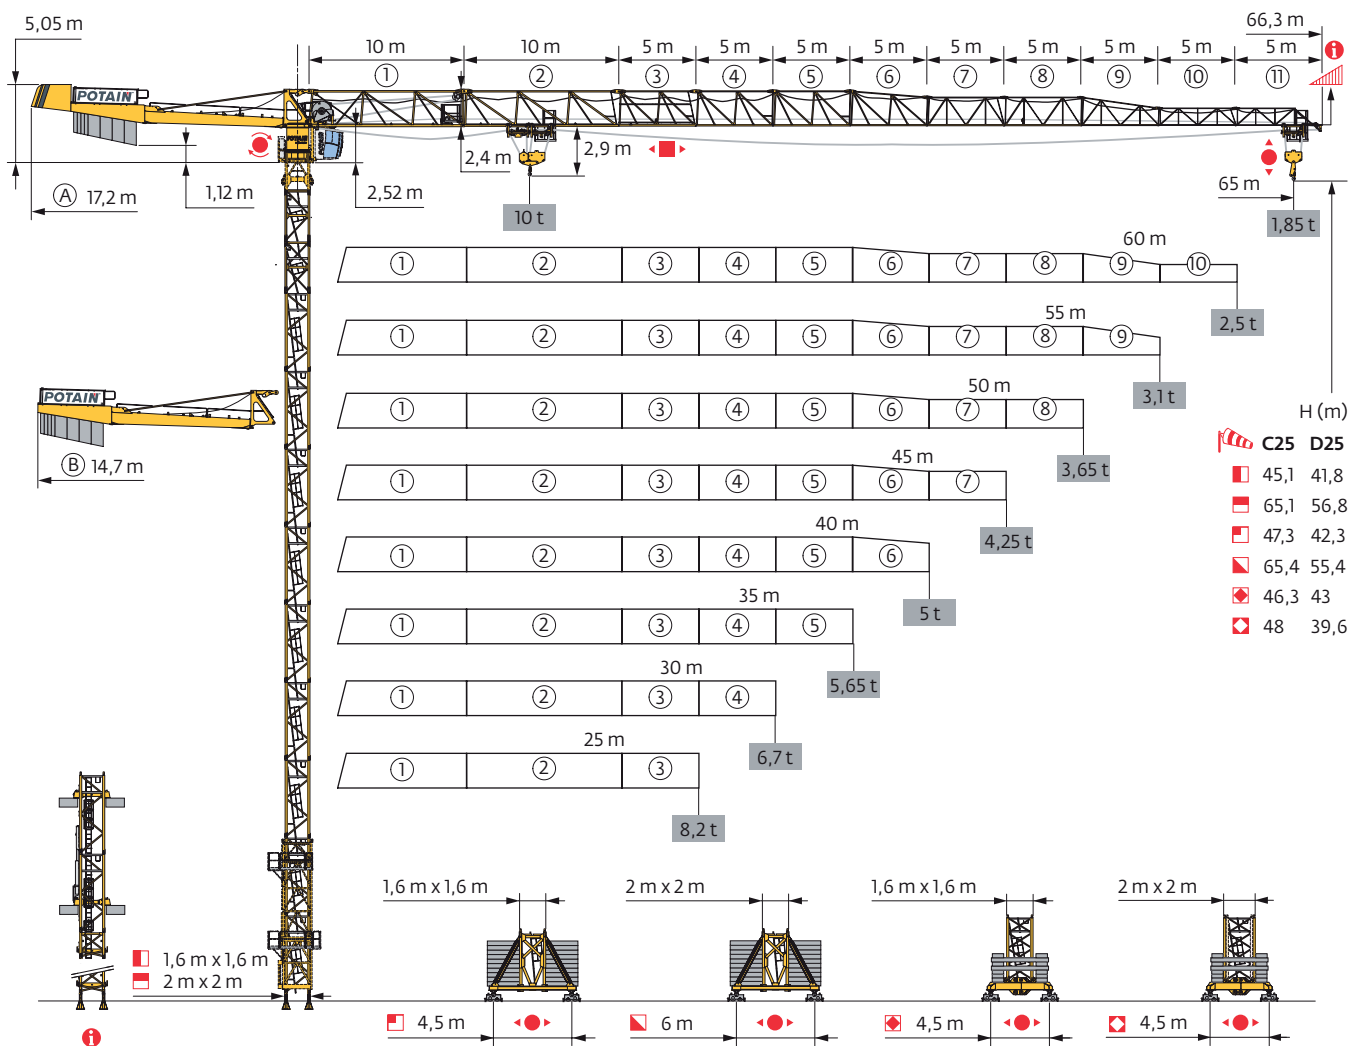 5,05 m
66,3 m
10 m
10 m
5 m
5 m
5 m
5 m
5 m
5 m
5 m
5 m
5 m
1
2
3
4
5
6
7
8
9
10
11
i
POTAIN
POTAIN
2,4 m
2,9 m
A 17,2 m
1,12 m
2,52 m
65 m
10 t
1,85 t
60 m
1 2 3 4 5 6 7 8 9 10
2,5 t
55 m
1 2 3 4 5 6 7 8 9
3,1 t
POTAIN
50 m
1 2 3 4 5 6 7 8
3,65 t
B 14,7 m
H (m)
C25 D25
45,1 41,8
65,1 56,8
47,3 42,3
65,4 55,4
46,3 43
48 39,6
45 m
1 2 3 4 5 6 7
4,25 t
40 m
1 2 3 4 5 6
5 t
35 m
1 2 3 4 5
5,65 t
30 m
1 2 3 4
6,7 t
25 m
1 2 3
8,2 t
1,6 m x 1,6 m
2 m x 2 m
1,6 m x 1,6 m
2 m x 2 m
1,6 m x 1,6 m
2 m x 2 m
i
4,5 m
6 m
4,5 m
4,5 m